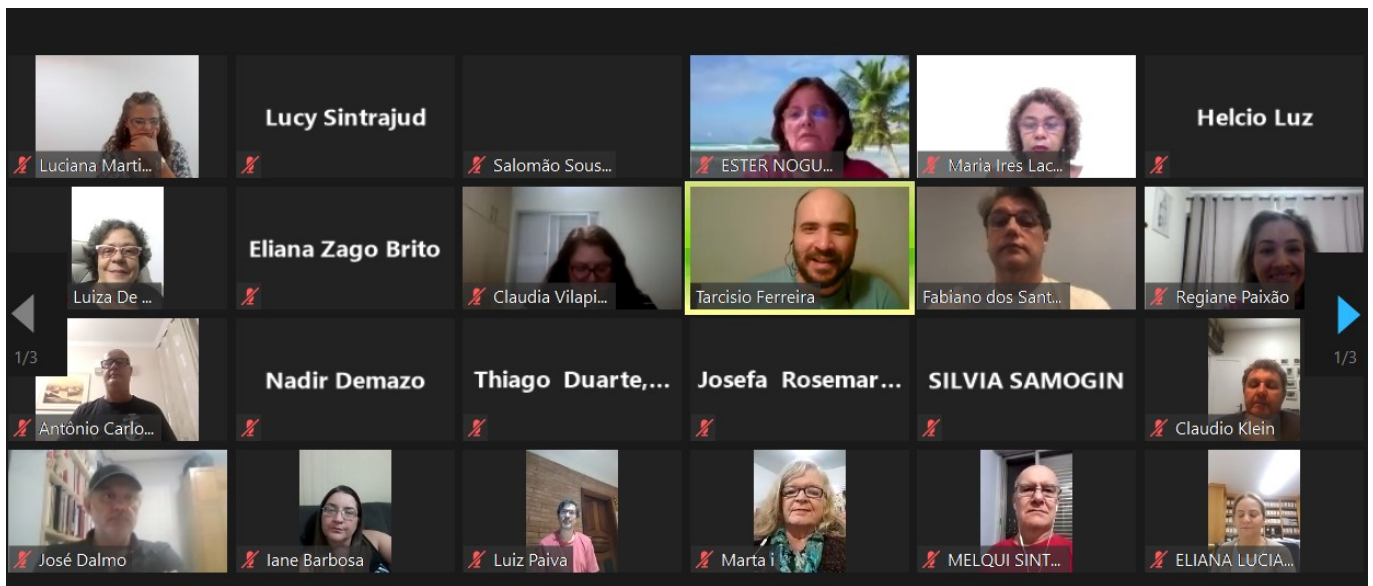 Luciana Marti...
Lucy Sintrajud
Salomão Sous...
ESTER NOGU...
Maria Ires Lac...
Helcio Luz
Luiza De ...
Eliana Zago Brito
Claudia Vilapi...
Tarcisio Ferreira
Fabiano dos Sant...
Regiane Paixão
1/3
Antônio Carlo...
Nadir Demazo
Thiago Duarte,...
Josefa Rosemar...
SILVIA SAMOGIN
Claudio Klein
1/3
José Dalmo
Iane Barbosa
Luiz Paiva
Marta i
MELQUI SINT...
ELIANA LUCIA...